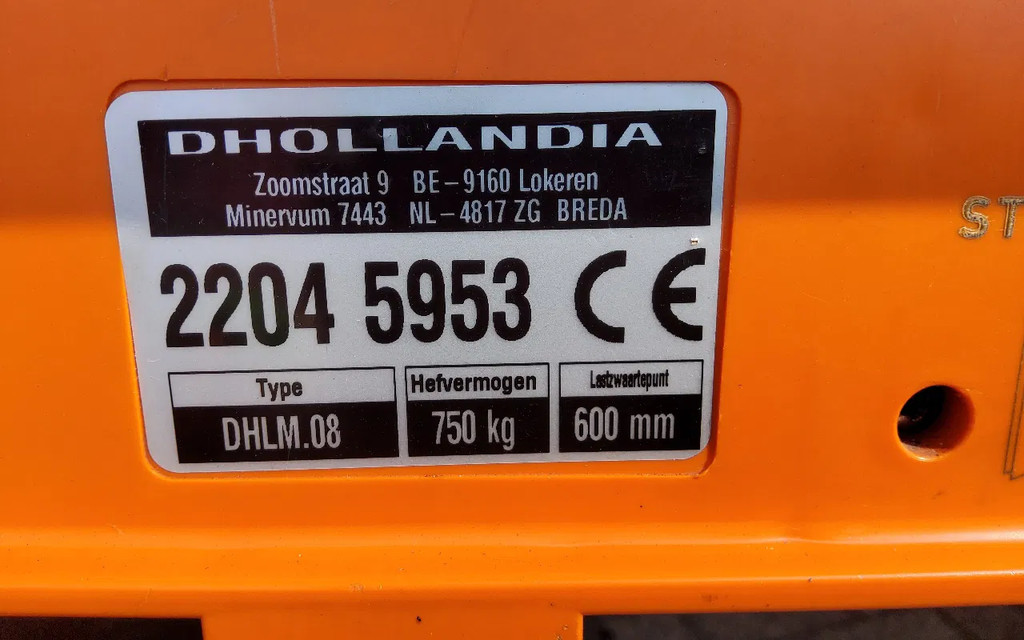 DHOLLANDIA
Zoomstraat 9 BE-9160 Lokeren
Minervum 7443 NL-4817 ZG BREDA
2204 5953 CE
Type Hefvermogen Lastzwaartepunt
DHLM.08 750 kg 600 mm
ST